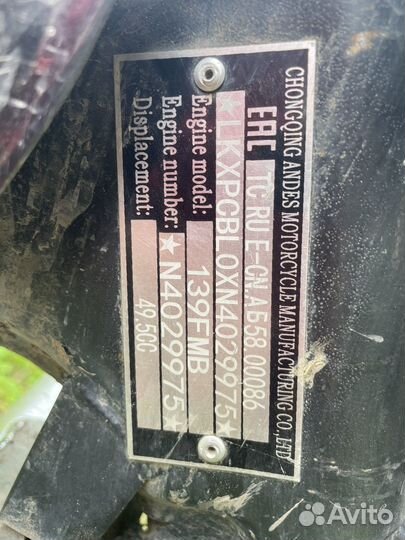 CHONGQING ANDES MOTORCYCLE MANUFACTURING CO.,LTD
EAC TC RU E-CN.АБ58.00086
★LKXPCBL0XN4029975★
Engine model: 139FMB
Engine number: ★N4029975★
Displacement: 49.5CC
Avito